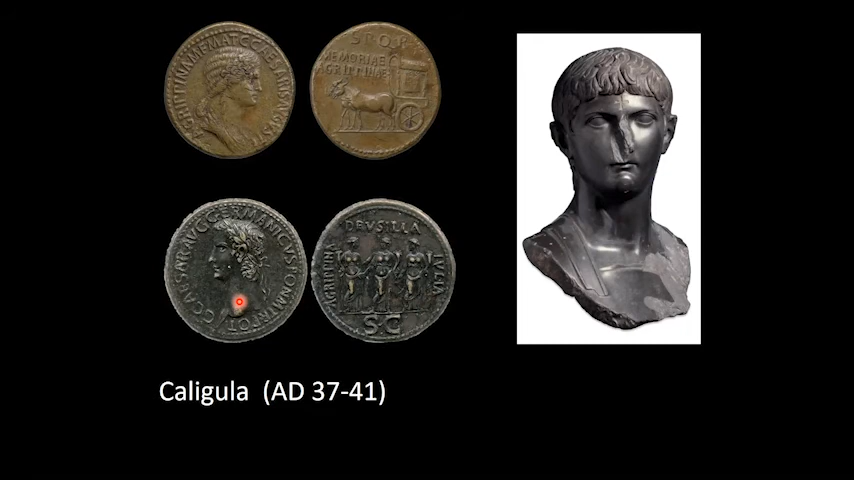 AGRIPPINA M F MAT C CAESARIS AVGVSTI
S P Q R
MEMORIAE
AGRIPPINAE
C CAESAR AVG GERMANICVS PON M TR POT
AGRIPPINA
DRVSILLA
IVLIA
S C
Caligula (AD 37-41)